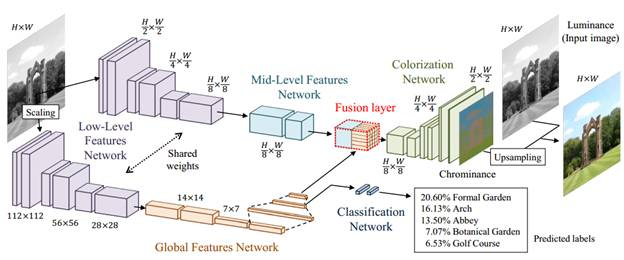 H×W
Scaling
H/2 × W/2
H/4 × W/4
H/8 × W/8
Low-Level
Features
Network
Shared
weights
112×112
56×56
28×28
Mid-Level Features
Network
H/8 × W/8
14×14
7×7
Global Features Network
Fusion layer
Colorization
Network
H/8 × W/8
H/4 × W/4
H/2 × W/2
Chrominance
Classification
Network
20.60% Formal Garden
16.13% Arch
13.50% Abbey
7.07% Botanical Garden
6.53% Golf Course
Predicted labels
H×W
Luminance
(Input image)
Upsampling
H×W